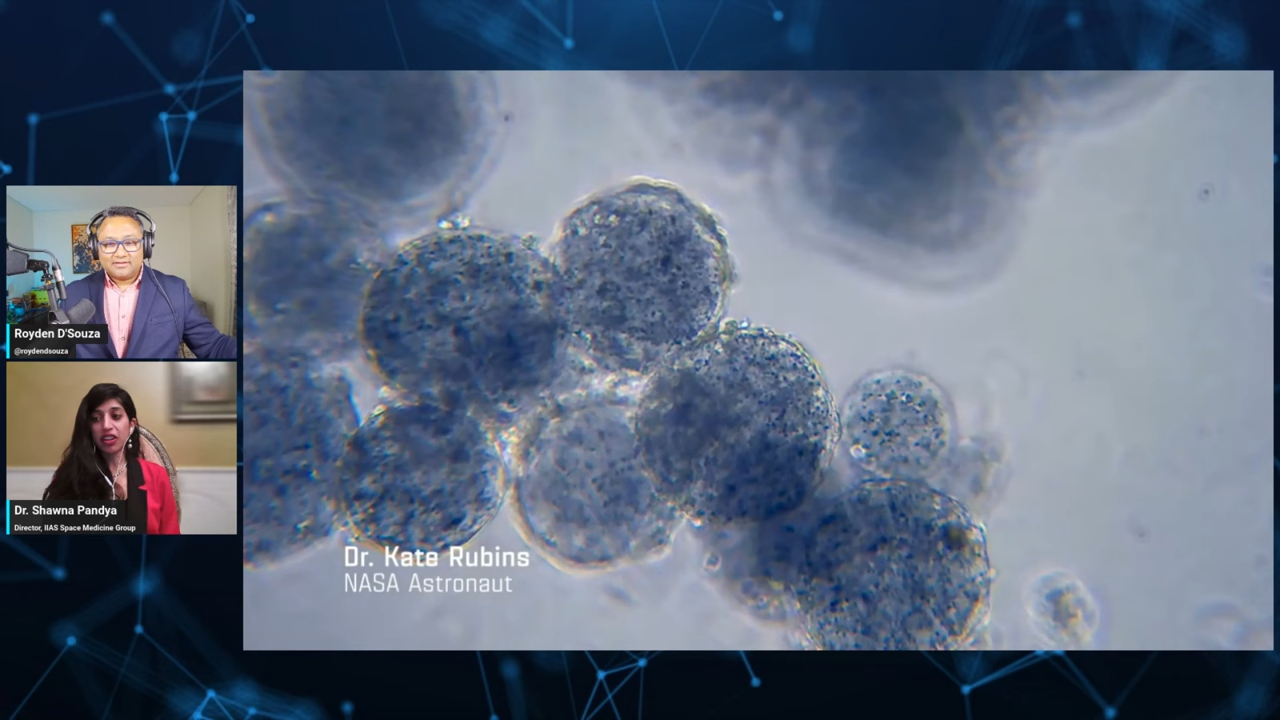 Royden D'Souza
@roydendsouza
Dr. Shawna Pandya
Director, IIAS Space Medicine Group
Dr. Kate Rubins
NASA Astronaut